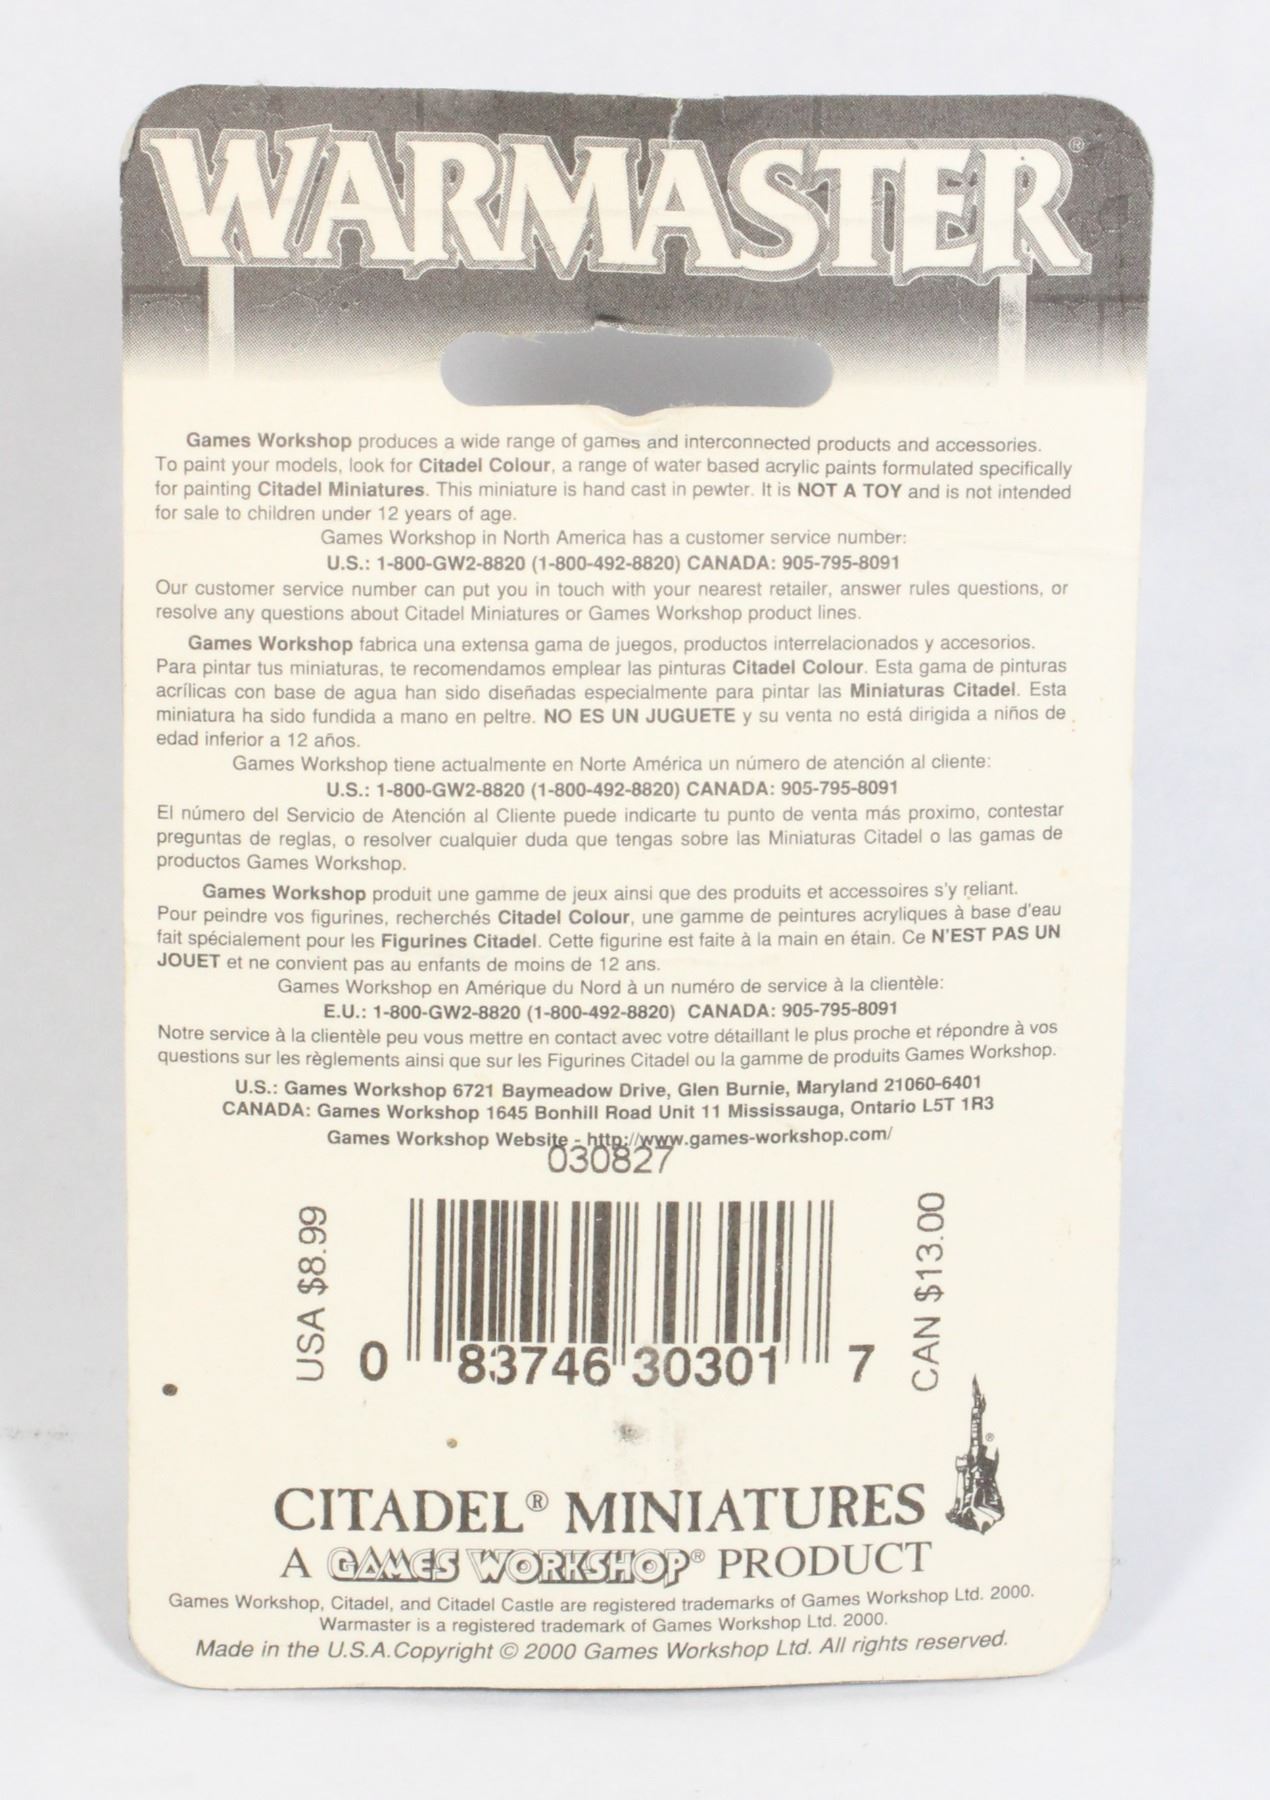 WARMASTER®
Games Workshop produces a wide range of games and interconnected products and accessories.
To paint your models, look for Citadel Colour, a range of water based acrylic paints formulated specifically
for painting Citadel Miniatures. This miniature is hand cast in pewter. It is NOT A TOY and is not intended
for sale to children under 12 years of age.
Games Workshop in North America has a customer service number:
U.S.: 1-800-GW2-8820 (1-800-492-8820) CANADA: 905-795-8091
Our customer service number can put you in touch with your nearest retailer, answer rules questions, or
resolve any questions about Citadel Miniatures or Games Workshop product lines.
Games Workshop fabrica una extensa gama de juegos, productos interrelacionados y accesorios.
Para pintar tus miniaturas, te recomendamos emplear las pinturas Citadel Colour. Esta gama de pinturas
acrílicas con base de agua han sido diseñadas especialmente para pintar las Miniaturas Citadel. Esta
miniatura ha sido fundida a mano en peltre. NO ES UN JUGUETE y su venta no está dirigida a niños de
edad inferior a 12 años.
Games Workshop tiene actualmente en Norte América un número de atención al cliente:
U.S.: 1-800-GW2-8820 (1-800-492-8820) CANADA: 905-795-8091
El número del Servicio de Atención al Cliente puede indicarte tu punto de venta más proximo, contestar
preguntas de reglas, o resolver cualquier duda que tengas sobre las Miniaturas Citadel o las gamas de
productos Games Workshop.
Games Workshop produit une gamme de jeux ainsi que des produits et accessoires s'y reliant.
Pour peindre vos figurines, recherchés Citadel Colour, une gamme de peintures acryliques à base d'eau
fait spécialement pour les Figurines Citadel. Cette figurine est faite à la main en étain. Ce N'EST PAS UN
JOUET et ne convient pas au enfants de moins de 12 ans.
Games Workshop en Amérique du Nord à un numéro de service à la clientèle:
E.U.: 1-800-GW2-8820 (1-800-492-8820) CANADA: 905-795-8091
Notre service à la clientèle peu vous mettre en contact avec votre détaillant le plus proche et répondre à vos
questions sur les règlements ainsi que sur les Figurines Citadel ou la gamme de produits Games Workshop.
U.S.: Games Workshop 6721 Baymeadow Drive, Glen Burnie, Maryland 21060-6401
CANADA: Games Workshop 1645 Bonhill Road Unit 11 Mississauga, Ontario L5T 1R3
Games Workshop Website - http://www.games-workshop.com/
030827
USA $8.99
0 83746 30301 7
CAN $13.00
CITADEL® MINIATURES
A GAMES WORKSHOP® PRODUCT
Games Workshop, Citadel, and Citadel Castle are registered trademarks of Games Workshop Ltd. 2000.
Warmaster is a registered trademark of Games Workshop Ltd. 2000.
Made in the U.S.A.Copyright © 2000 Games Workshop Ltd. All rights reserved.